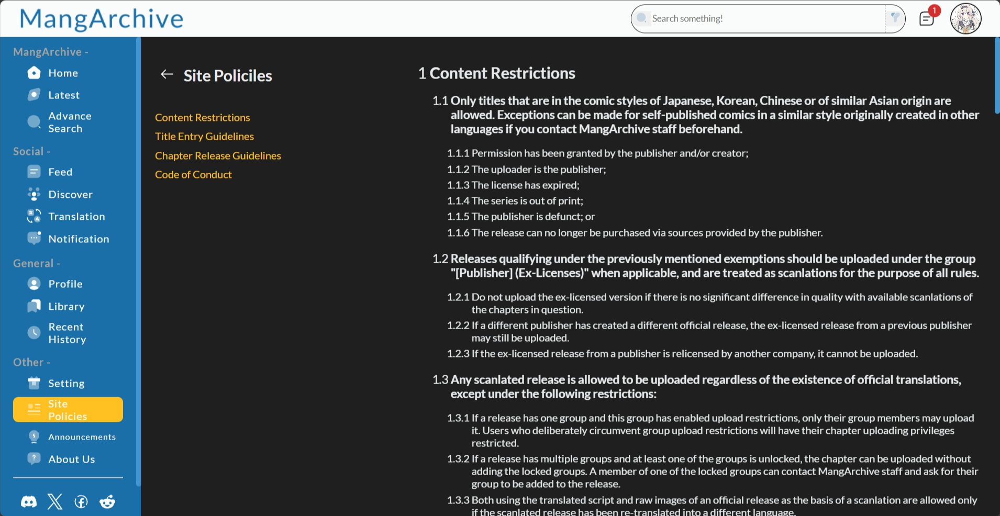 MangArchive
Search something!
1
MangArchive -
Home
Latest
Advance
Search
Social -
Feed
Discover
Translation
Notification
General -
Profile
Library
Recent
History
Other -
Setting
Site
Policies
Announcements
About Us
Site Policiles
Content Restrictions
Title Entry Guidelines
Chapter Release Guidelines
Code of Conduct
1 Content Restrictions
1.1 Only titles that are in the comic styles of Japanese, Korean, Chinese or of similar Asian origin are
allowed. Exceptions can be made for self-published comics in a similar style originally created in other
languages if you contact MangArchive staff beforehand.
1.1.1 Permission has been granted by the publisher and/or creator;
1.1.2 The uploader is the publisher;
1.1.3 The license has expired;
1.1.4 The series is out of print;
1.1.5 The publisher is defunct; or
1.1.6 The release can no longer be purchased via sources provided by the publisher.
1.2 Releases qualifying under the previously mentioned exemptions should be uploaded under the group
"[Publisher] (Ex-Licenses)" when applicable, and are treated as scanlations for the purpose of all rules.
1.2.1 Do not upload the ex-licensed version if there is no significant difference in quality with available scanlations of
the chapters in question.
1.2.2 If a different publisher has created a different official release, the ex-licensed release from a previous publisher
may still be uploaded.
1.2.3 If the ex-licensed release from a publisher is relicensed by another company, it cannot be uploaded.
1.3 Any scanlated release is allowed to be uploaded regardless of the existence of official translations,
except under the following restrictions:
1.3.1 If a release has one group and this group has enabled upload restrictions, only their group members may upload
it. Users who deliberately circumvent group upload restrictions will have their chapter uploading privileges
restricted.
1.3.2 If a release has multiple groups and at least one of the groups is unlocked, the chapter can be uploaded without
adding the locked groups. A member of one of the locked groups can contact MangArchive staff and ask for their
group to be added to the release.
1.3.3 Both using the translated script and raw images of an official release as the basis of a scanlation are allowed only
if the scanlated release has been re-translated into a different language.